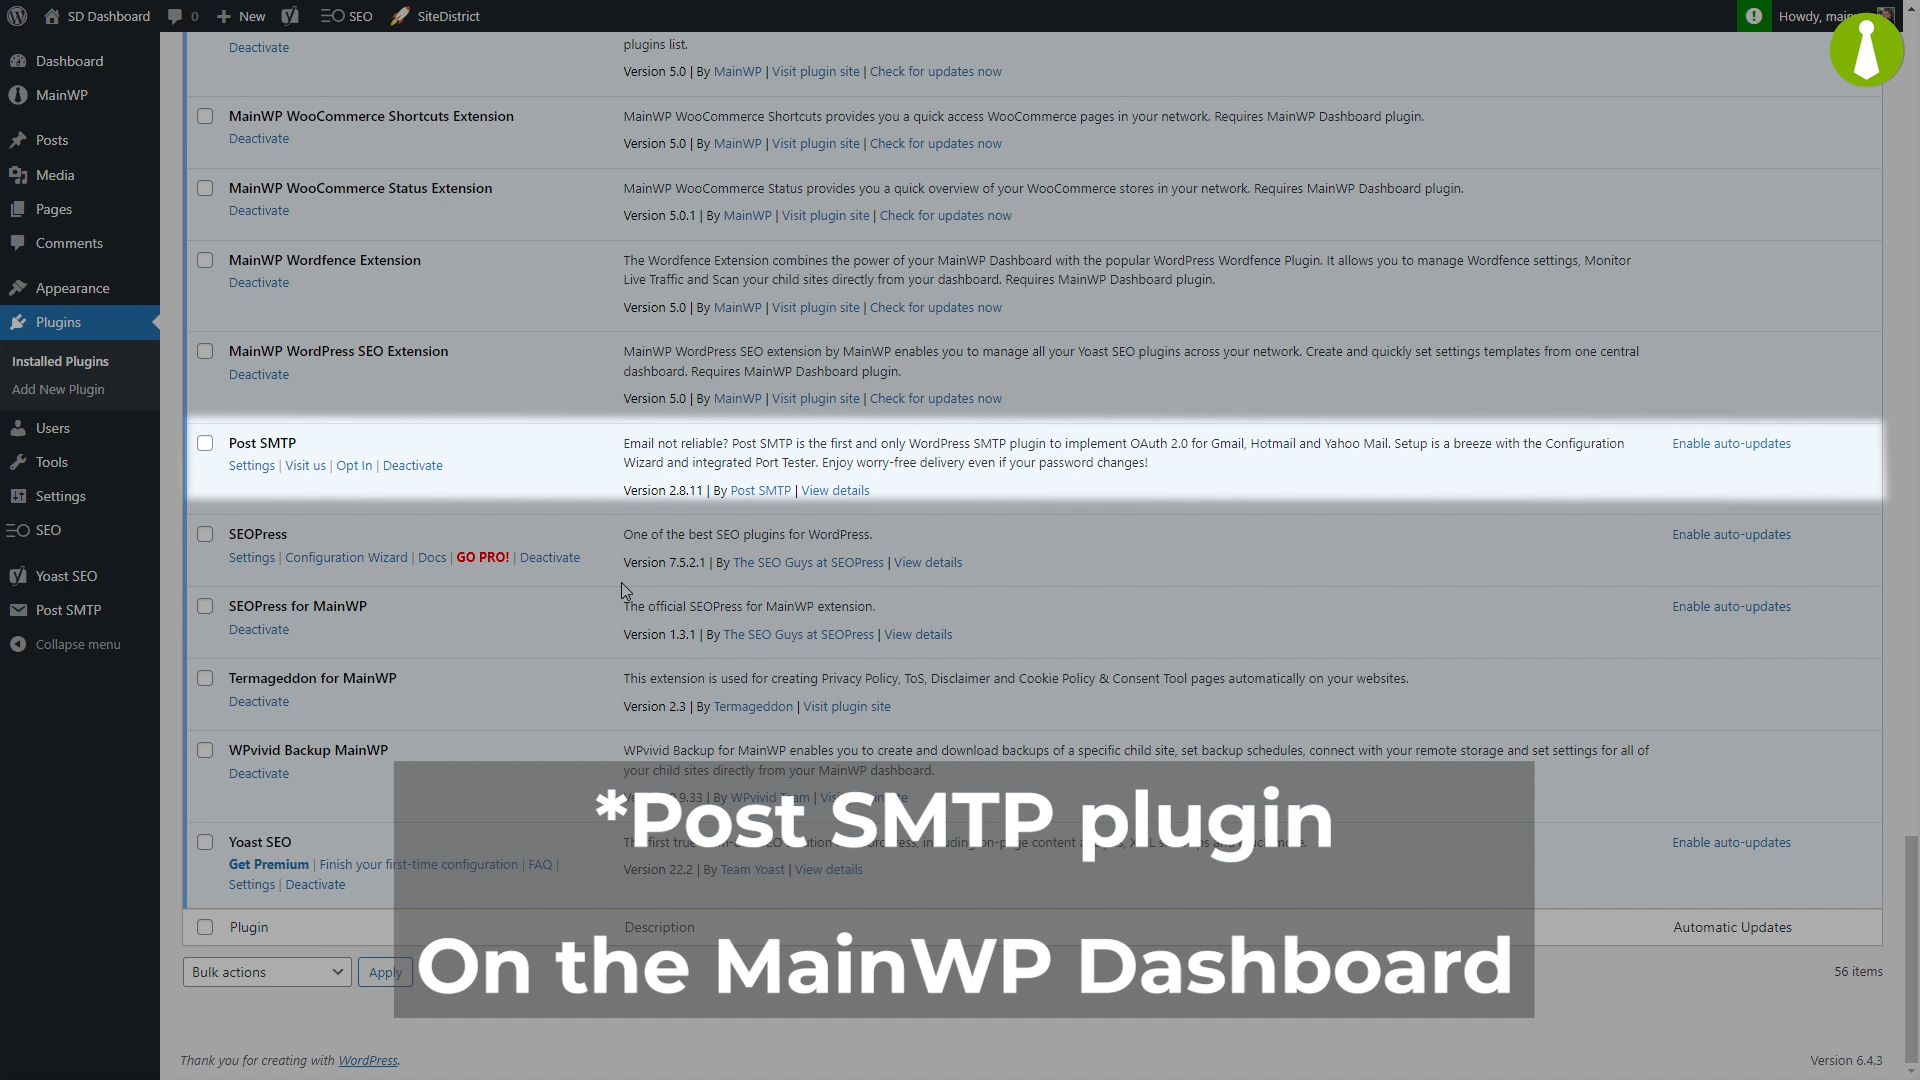 SD Dashboard 0 New SEO SiteDistrict
Howdy,
Dashboard
MainWP
Posts
Media
Pages
Comments
Appearance
Plugins
Installed Plugins
Add New Plugin
Users
Tools
Settings
SEO
Yoast SEO
Post SMTP
Collapse menu
Deactivate
plugins list.
Version 5.0 | By MainWP | Visit plugin site | Check for updates now
MainWP WooCommerce Shortcuts Extension
Deactivate
MainWP WooCommerce Shortcuts provides you a quick access WooCommerce pages in your network. Requires MainWP Dashboard plugin.
Version 5.0 | By MainWP | Visit plugin site | Check for updates now
MainWP WooCommerce Status Extension
Deactivate
MainWP WooCommerce Status provides you a quick overview of your WooCommerce stores in your network. Requires MainWP Dashboard plugin.
Version 5.0.1 | By MainWP | Visit plugin site | Check for updates now
MainWP Wordfence Extension
Deactivate
The Wordfence Extension combines the power of your MainWP Dashboard with the popular WordPress Wordfence Plugin. It allows you to manage Wordfence settings, Monitor
Live Traffic and Scan your child sites directly from your dashboard. Requires MainWP Dashboard plugin.
Version 5.0 | By MainWP | Visit plugin site | Check for updates now
MainWP WordPress SEO Extension
Deactivate
MainWP WordPress SEO extension by MainWP enables you to manage all your Yoast SEO plugins across your network. Create and quickly set settings templates from one central
dashboard. Requires MainWP Dashboard plugin.
Version 5.0 | By MainWP | Visit plugin site | Check for updates now
Post SMTP
Settings | Visit us | Opt In | Deactivate
Email not reliable? Post SMTP is the first and only WordPress SMTP plugin to implement OAuth 2.0 for Gmail, Hotmail and Yahoo Mail. Setup is a breeze with the Configuration
Wizard and integrated Port Tester. Enjoy worry-free delivery even if your password changes!
Version 2.8.11 | By Post SMTP | View details
Enable auto-updates
SEOPress
Settings | Configuration Wizard | Docs | GO PRO! | Deactivate
One of the best SEO plugins for WordPress.
Version 7.5.2.1 | By The SEO Guys at SEOPress | View details
Enable auto-updates
SEOPress for MainWP
Deactivate
The official SEOPress for MainWP extension.
Version 1.3.1 | By The SEO Guys at SEOPress | View details
Enable auto-updates
Termageddon for MainWP
Deactivate
This extension is used for creating Privacy Policy, ToS, Disclaimer and Cookie Policy & Consent Tool pages automatically on your websites.
Version 2.3 | By Termageddon | Visit plugin site
WPvivid Backup MainWP
Deactivate
WPvivid Backup for MainWP enables you to create and download backups of a specific child site, set backup schedules, connect with your remote storage and set settings for all of
your child sites directly from your MainWP dashboard.
By WPvivid Team |
Yoast SEO
Get Premium | Finish your first-time configuration | FAQ |
Settings | Deactivate
Version 22.2 | By Team Yoast | View details
Enable auto-updates
*Post SMTP plugin
On the MainWP Dashboard
Plugin Description Automatic Updates
Bulk actions Apply 56 items
Thank you for creating with WordPress. Version 6.4.3